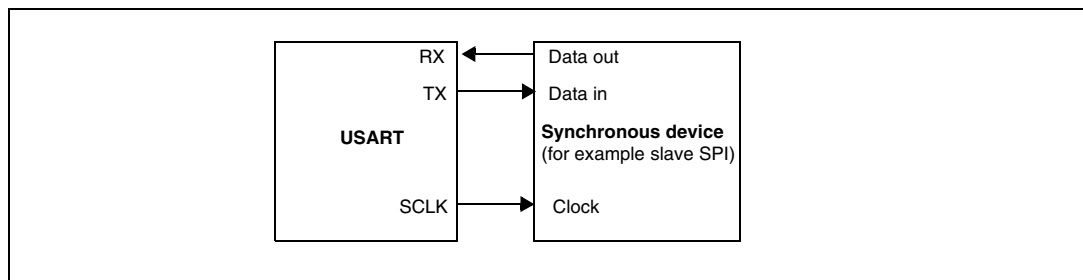 RX
Data out
TX
Data in
USART
Synchronous device
(for example slave SPI)
SCLK
Clock